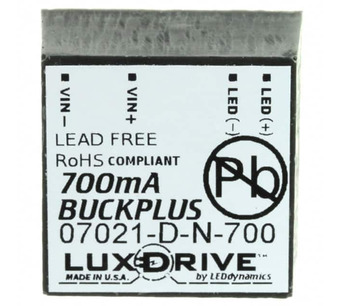 VIN -
VIN +
LED (-)
LED (+)
LEAD FREE
RoHS COMPLIANT
Pb
700mA
BUCKPLUS
07021-D-N-700
LUXDRIVE
MADE IN U.S.A.
by LEDdynamics